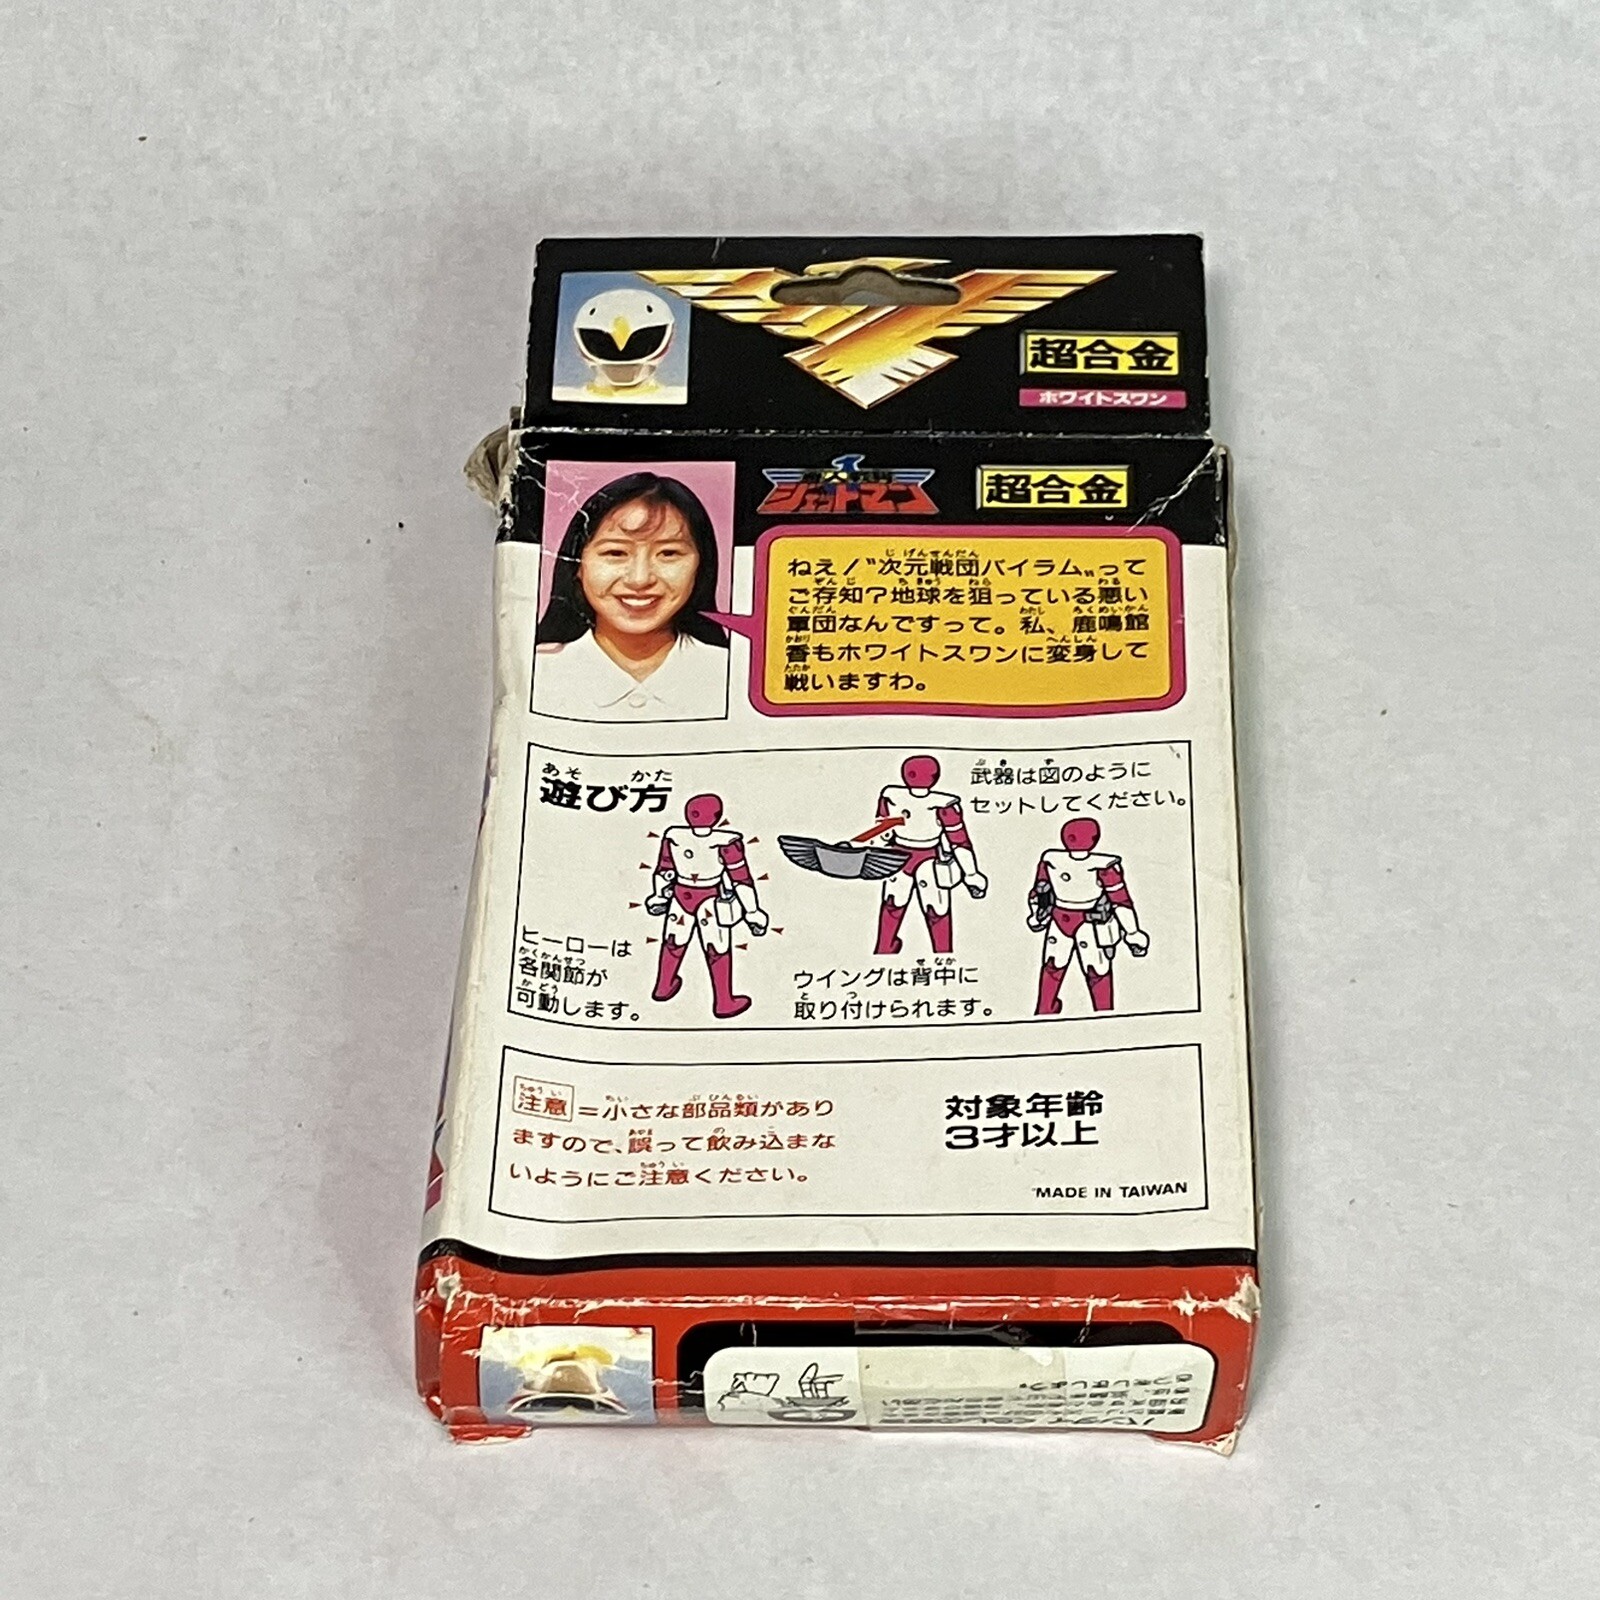 超合金
ホワイトスワン
鳥人戦隊
ジェットマン
超合金
ねえ！〝次元戦団バイラム〟って
ご存知？地球を狙っている悪い
軍団なんですって。私、鹿鳴館
香もホワイトスワンに変身して
戦いますわ。
遊び方
ヒーローは
各関節が
可動します。
ウイングは背中に
取り付けられます。
武器は図のように
セットしてください。
注意＝小さな部品類があり
ますので、誤って飲み込まな
いようにご注意ください。
対象年齢
3才以上
MADE IN TAIWAN